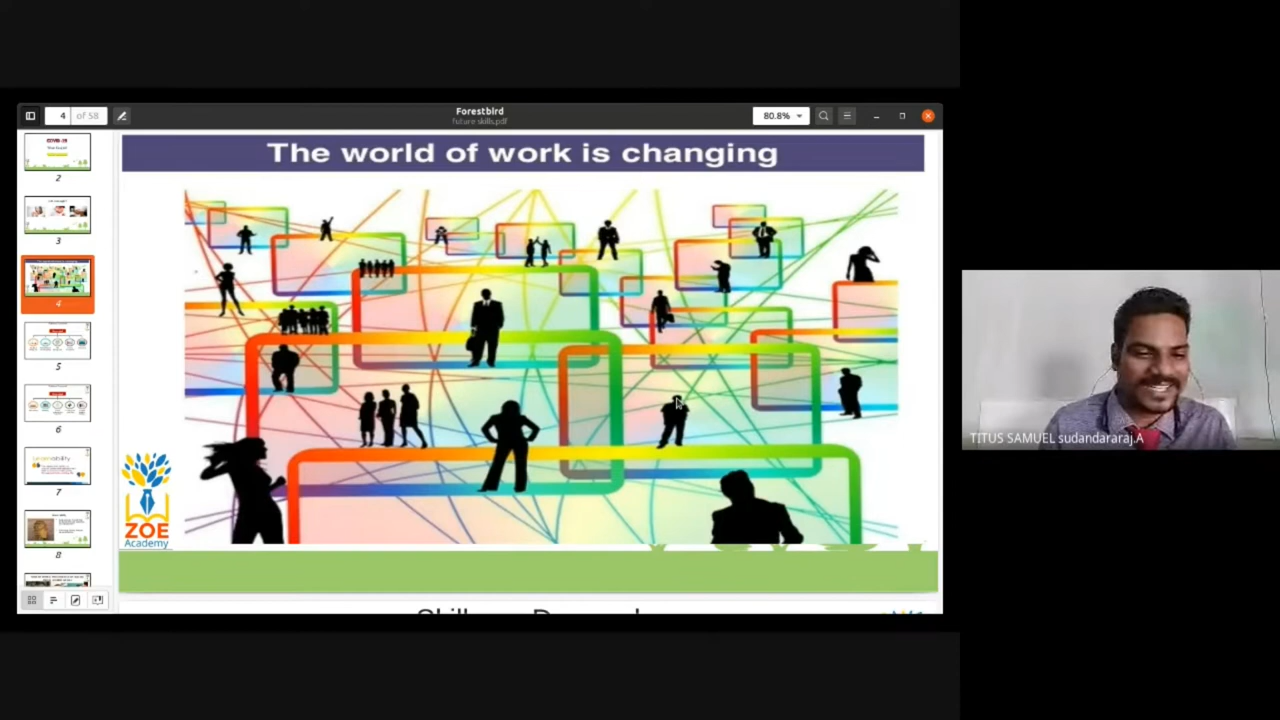 Forestbird
future skills.pdf
4 of 58
80.8%
The world of work is changing
2
3
4
5
6
7
8
ZOE
Academy
TITUS SAMUEL sudandararaj.A